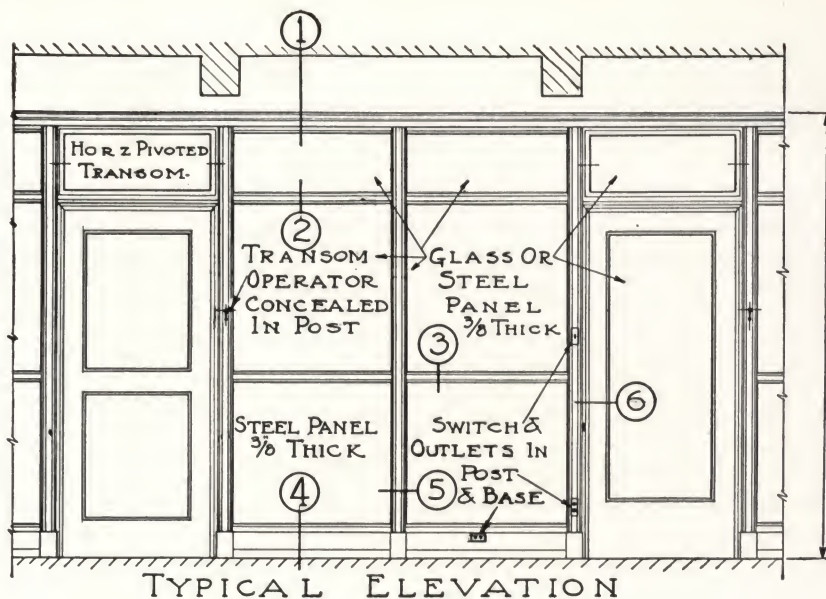 1
HORZ PIVOTED
TRANSOM-
2
TRANSOM
OPERATOR
CONCEALED
IN POST
GLASS OR
STEEL
PANEL
3/8 THICK
3
STEEL PANEL
3/8" THICK
4
5
SWITCH &
OUTLETS IN
POST
& BASE
6
TYPICAL ELEVATION